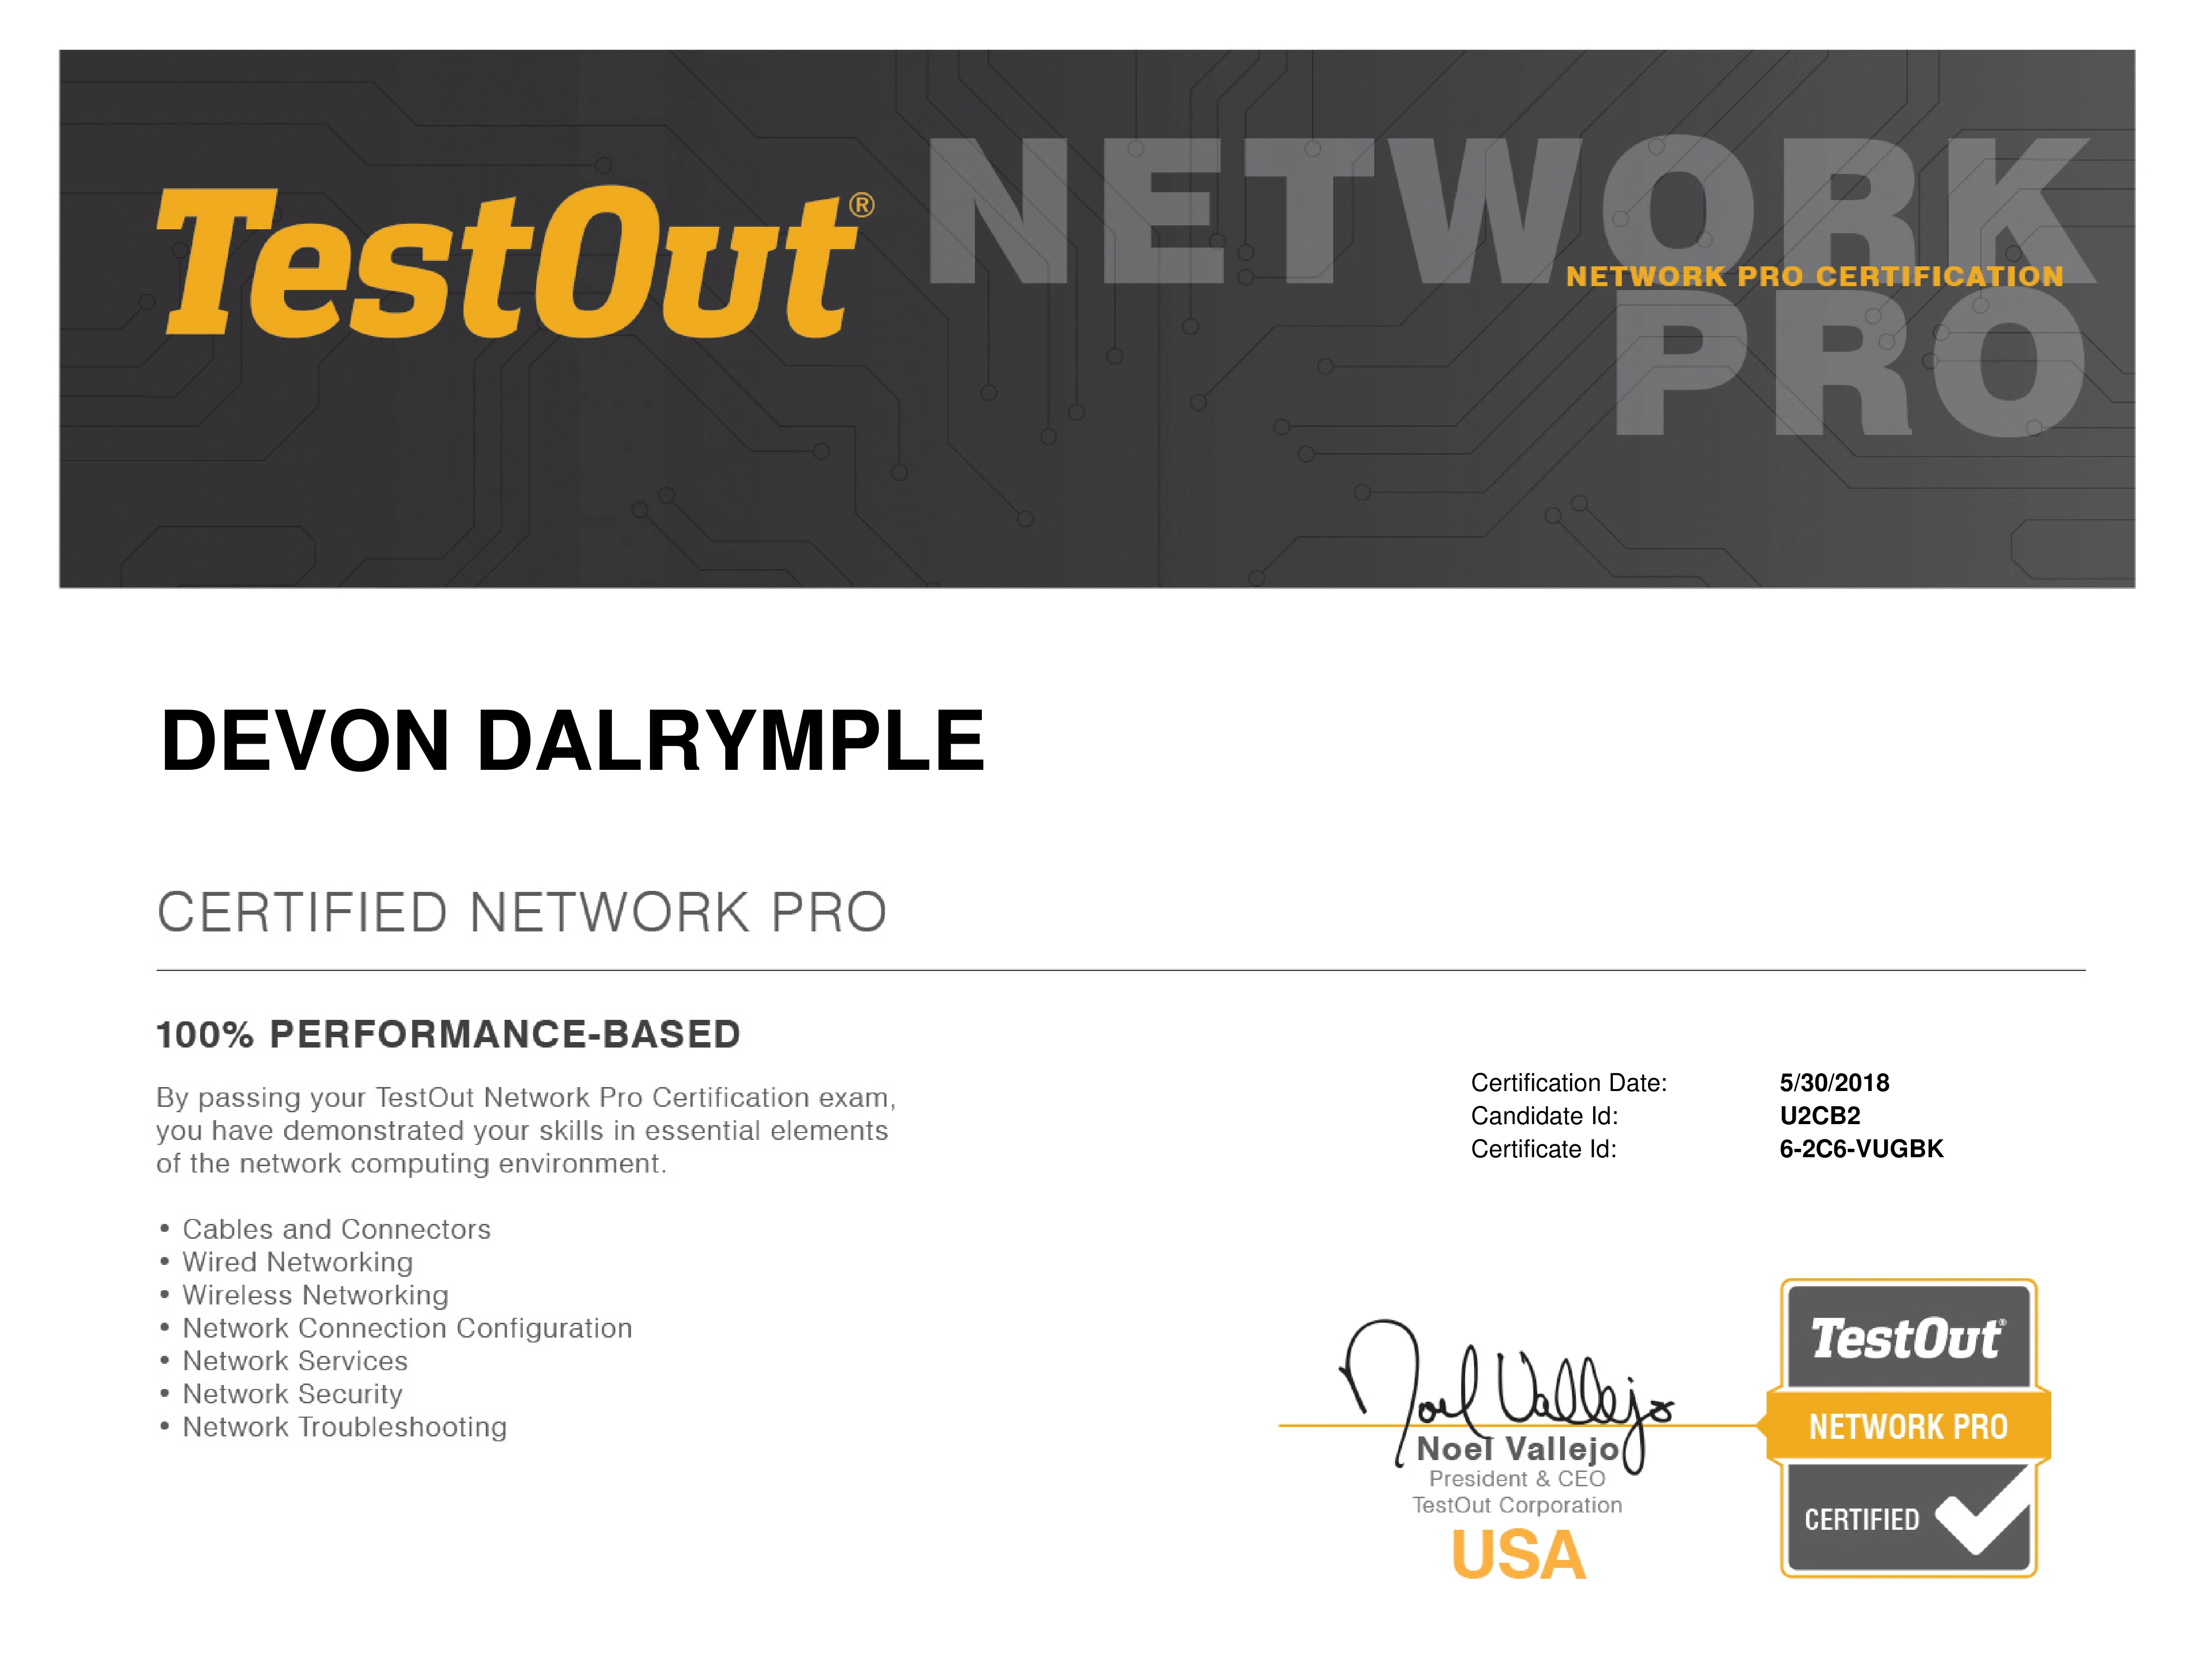 TestOut®
NETWORK
NETWORK PRO CERTIFICATION
PRO
DEVON DALRYMPLE
CERTIFIED NETWORK PRO
100% PERFORMANCE-BASED
By passing your TestOut Network Pro Certification exam,
you have demonstrated your skills in essential elements
of the network computing environment.
• Cables and Connectors
• Wired Networking
• Wireless Networking
• Network Connection Configuration
• Network Services
• Network Security
• Network Troubleshooting
Certification Date: 5/30/2018
Candidate Id: U2CB2
Certificate Id: 6-2C6-VUGBK
Noel Vallejo
Noel Vallejo
President & CEO
TestOut Corporation
USA
TestOut®
NETWORK PRO
CERTIFIED